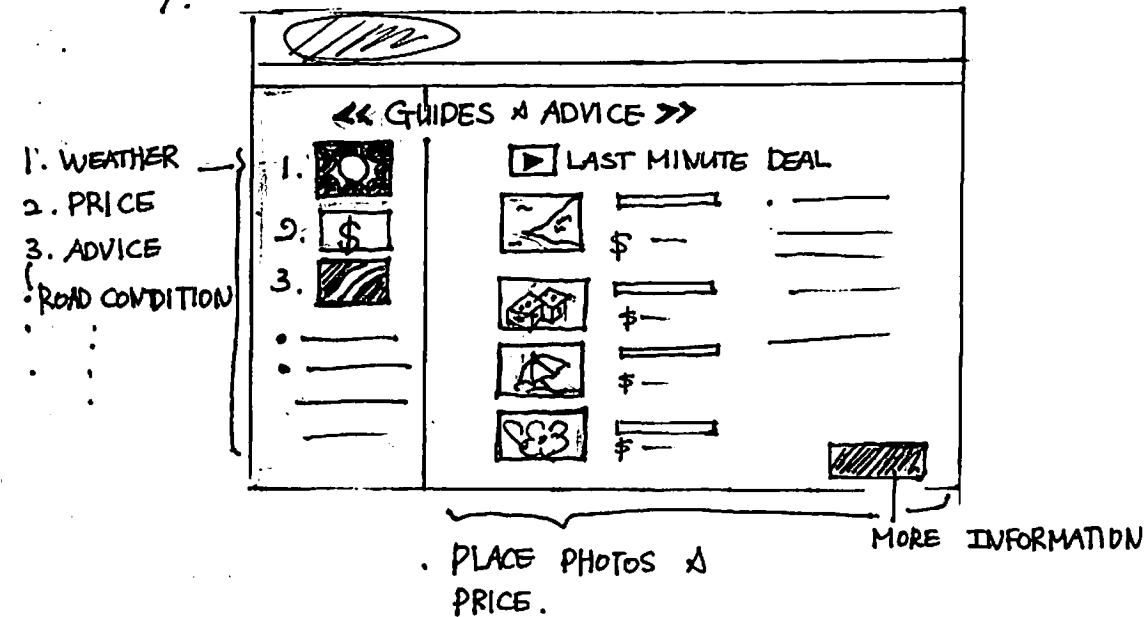 << GUIDES & ADVICE >>
1. WEATHER
2. PRICE
3. ADVICE
ROAD CONDITION
1.
2. $
3.
LAST MINUTE DEAL
$ —
$ —
$ —
$ —
MORE INFORMATION
. PLACE PHOTOS &
PRICE.